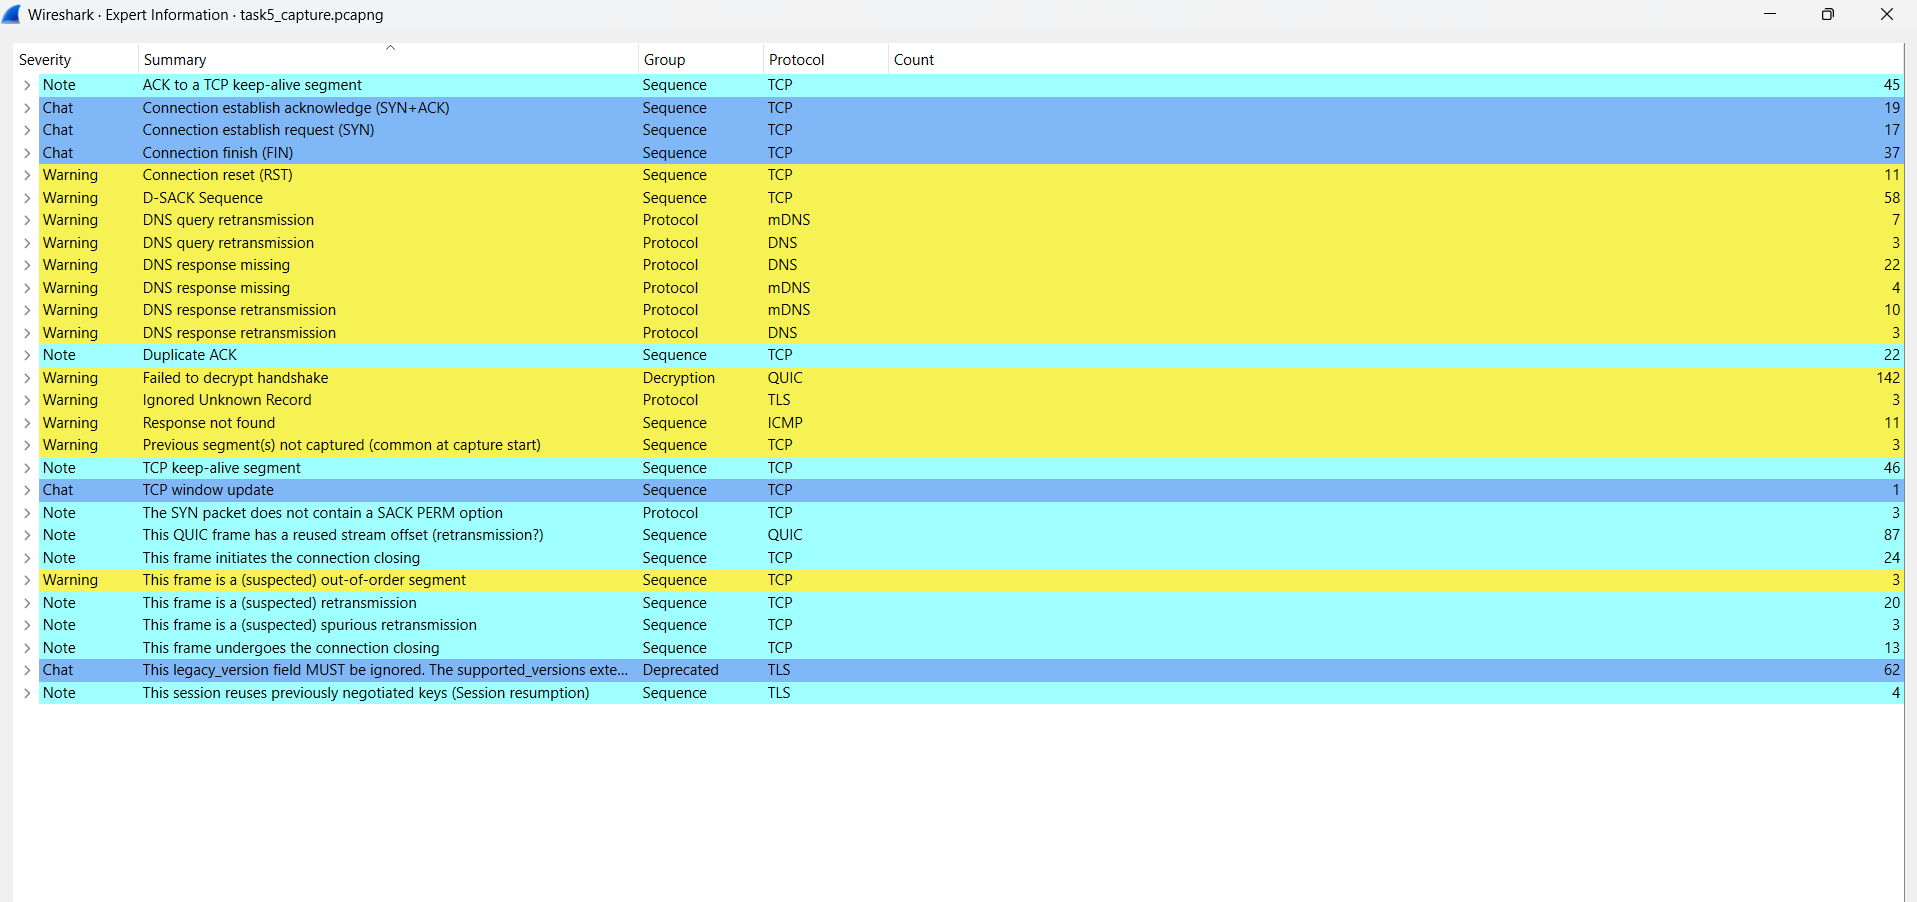 Wireshark · Expert Information · task5_capture.pcapng
Severity Summary Group Protocol Count
Note ACK to a TCP keep-alive segment Sequence TCP 45
Chat Connection establish acknowledge (SYN+ACK) Sequence TCP 19
Chat Connection establish request (SYN) Sequence TCP 17
Chat Connection finish (FIN) Sequence TCP 37
Warning Connection reset (RST) Sequence TCP 11
Warning D-SACK Sequence Sequence TCP 58
Warning DNS query retransmission Protocol mDNS 7
Warning DNS query retransmission Protocol DNS 3
Warning DNS response missing Protocol DNS 22
Warning DNS response missing Protocol mDNS 4
Warning DNS response retransmission Protocol mDNS 10
Warning DNS response retransmission Protocol DNS 3
Note Duplicate ACK Sequence TCP 22
Warning Failed to decrypt handshake Decryption QUIC 142
Warning Ignored Unknown Record Protocol TLS 3
Warning Response not found Sequence ICMP 11
Warning Previous segment(s) not captured (common at capture start) Sequence TCP 3
Note TCP keep-alive segment Sequence TCP 46
Chat TCP window update Sequence TCP 1
Note The SYN packet does not contain a SACK PERM option Protocol TCP 3
Note This QUIC frame has a reused stream offset (retransmission?) Sequence QUIC 87
Note This frame initiates the connection closing Sequence TCP 24
Warning This frame is a (suspected) out-of-order segment Sequence TCP 3
Note This frame is a (suspected) retransmission Sequence TCP 20
Note This frame is a (suspected) spurious retransmission Sequence TCP 3
Note This frame undergoes the connection closing Sequence TCP 13
Chat This legacy_version field MUST be ignored. The supported_versions exte... Deprecated TLS 62
Note This session reuses previously negotiated keys (Session resumption) Sequence TLS 4